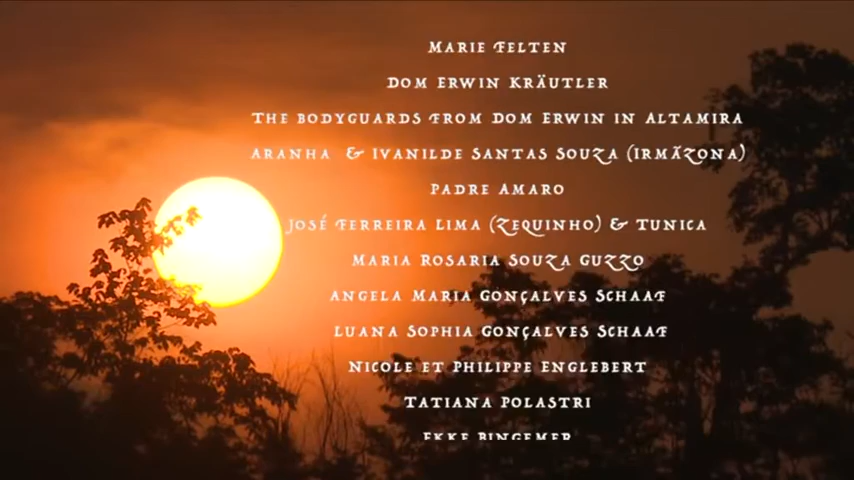 Marie Felten
Dom Erwin Kräutler
The bodyguards from Dom Erwin in Altamira
Aranha & Ivanilde Santas Souza (Irmãzona)
Padre Amaro
José Ferreira Lima (Zequinho) & Tunica
Maria Rosaria Souza Guzzo
Angela Maria Gonçalves Schaaf
Luana Sophia Gonçalves Schaaf
Nicole et Philippe Englebert
Tatiana Polastri
Ekke Bingemer